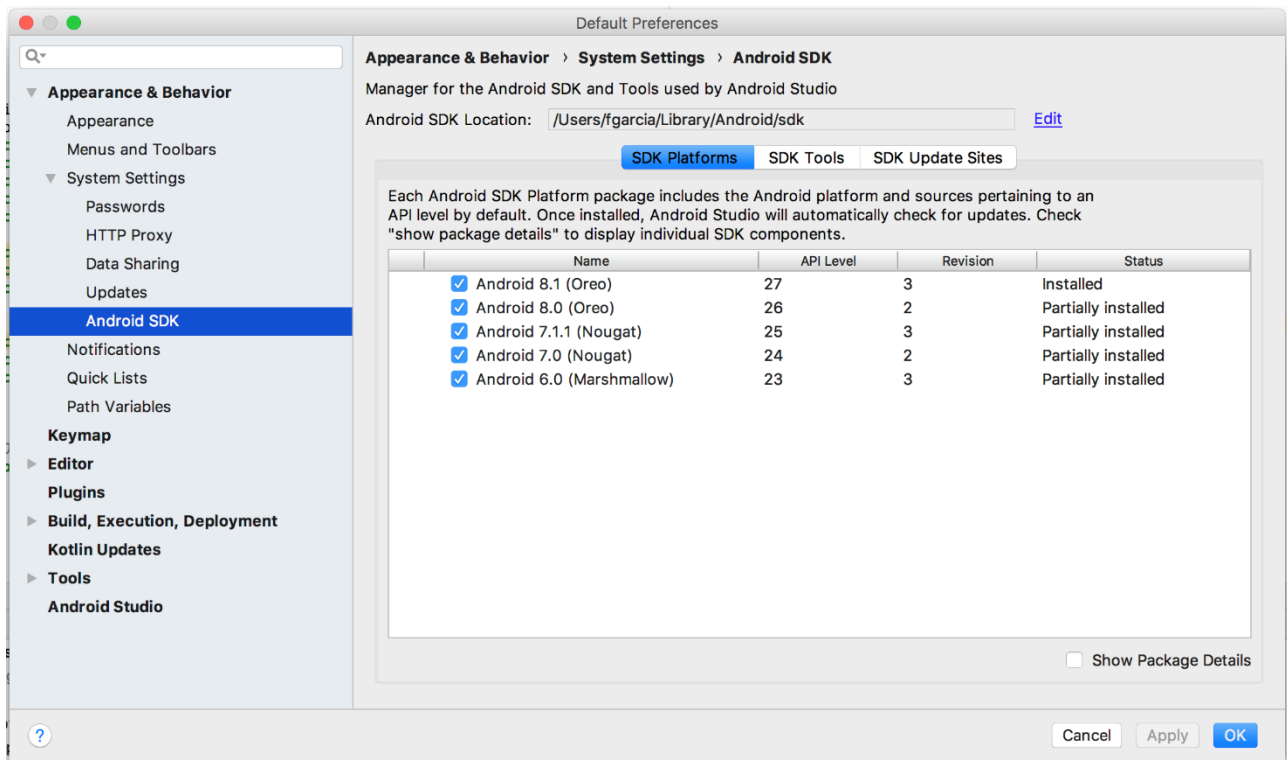 Default Preferences
Appearance & Behavior
Appearance
Menus and Toolbars
System Settings
Passwords
HTTP Proxy
Data Sharing
Updates
Android SDK
Notifications
Quick Lists
Path Variables
Keymap
Editor
Plugins
Build, Execution, Deployment
Kotlin Updates
Tools
Android Studio
Appearance & Behavior › System Settings › Android SDK
Manager for the Android SDK and Tools used by Android Studio
Android SDK Location: /Users/fgarcia/Library/Android/sdk Edit
SDK Platforms SDK Tools SDK Update Sites
Each Android SDK Platform package includes the Android platform and sources pertaining to an
API level by default. Once installed, Android Studio will automatically check for updates. Check
"show package details" to display individual SDK components.
Name API Level Revision Status
Android 8.1 (Oreo) 27 3 Installed
Android 8.0 (Oreo) 26 2 Partially installed
Android 7.1.1 (Nougat) 25 3 Partially installed
Android 7.0 (Nougat) 24 2 Partially installed
Android 6.0 (Marshmallow) 23 3 Partially installed
Show Package Details
? Cancel Apply OK